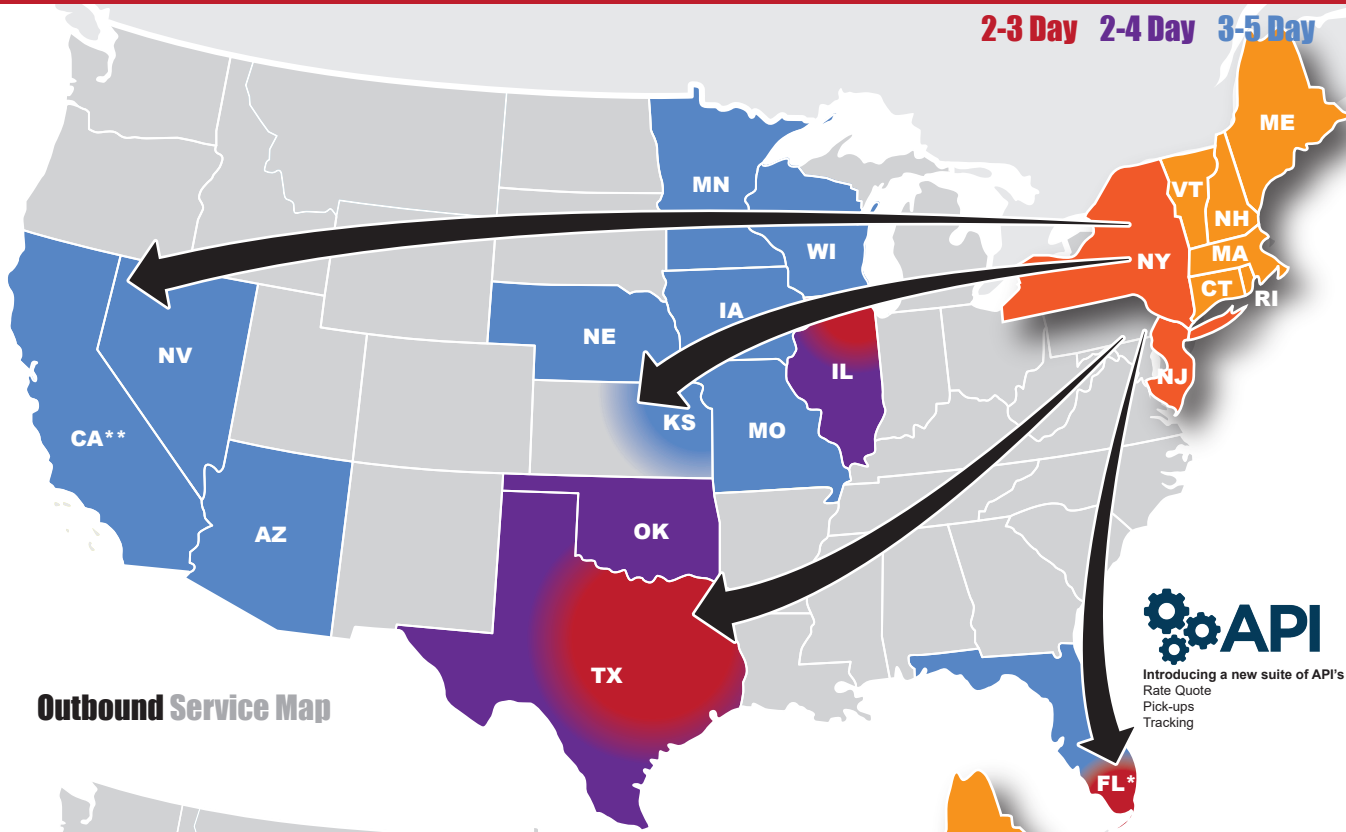 2-3 Day 2-4 Day 3-5 Day
ME
MN
VT
NH
WI
NY
MA
CT
RI
IA
NE
NV
IL
NJ
KS
MO
CA**
AZ
OK
API
TX
Introducing a new suite of API's
Rate Quote
Pick-ups
Tracking
Outbound Service Map
FL*